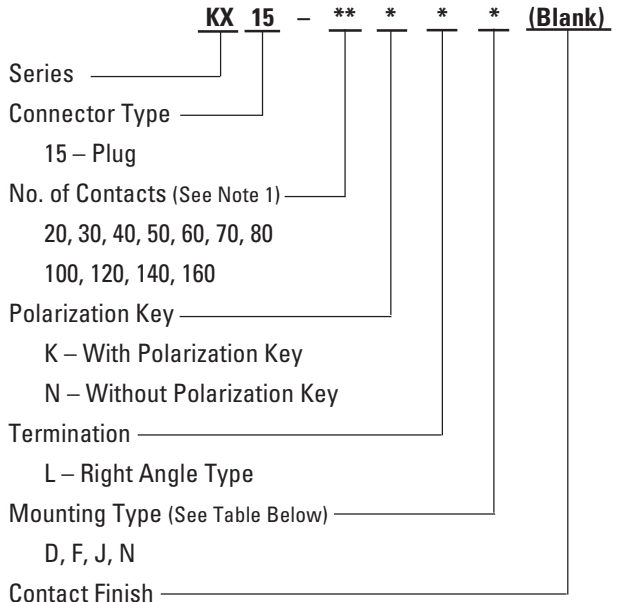 KX 15 – ** * * * (Blank)
Series
Connector Type
15 – Plug
No. of Contacts (See Note 1)
20, 30, 40, 50, 60, 70, 80
100, 120, 140, 160
Polarization Key
K – With Polarization Key
N – Without Polarization Key
Termination
L – Right Angle Type
Mounting Type (See Table Below)
D, F, J, N
Contact Finish